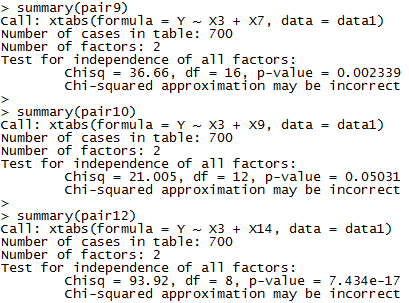 > summary(pair9)
Call: xtabs(formula = Y ~ X3 + X7, data = data1)
Number of cases in table: 700
Number of factors: 2
Test for independence of all factors:
        Chisq = 36.66, df = 16, p-value = 0.002339
        Chi-squared approximation may be incorrect
>
> summary(pair10)
Call: xtabs(formula = Y ~ X3 + X9, data = data1)
Number of cases in table: 700
Number of factors: 2
Test for independence of all factors:
        Chisq = 21.005, df = 12, p-value = 0.05031
        Chi-squared approximation may be incorrect
>
> summary(pair12)
Call: xtabs(formula = Y ~ X3 + X14, data = data1)
Number of cases in table: 700
Number of factors: 2
Test for independence of all factors:
        Chisq = 93.92, df = 8, p-value = 7.434e-17
        Chi-squared approximation may be incorrect